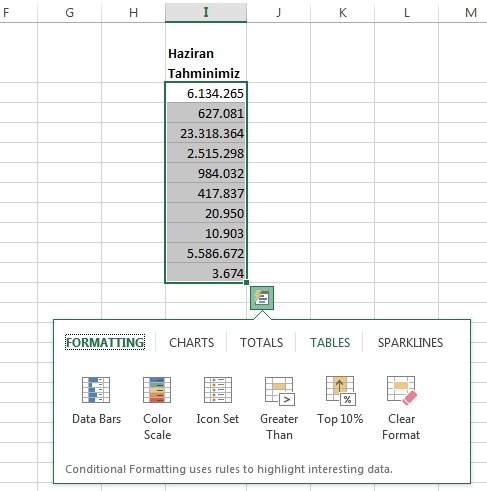 F G H I J K L M
Haziran
Tahminimiz
6.134.265
627.081
23.318.364
2.515.298
984.032
417.837
20.950
10.903
5.586.672
3.674
FORMATTING CHARTS TOTALS TABLES SPARKLINES
Data Bars Color Scale Icon Set Greater Than Top 10% Clear Format
Conditional Formatting uses rules to highlight interesting data.